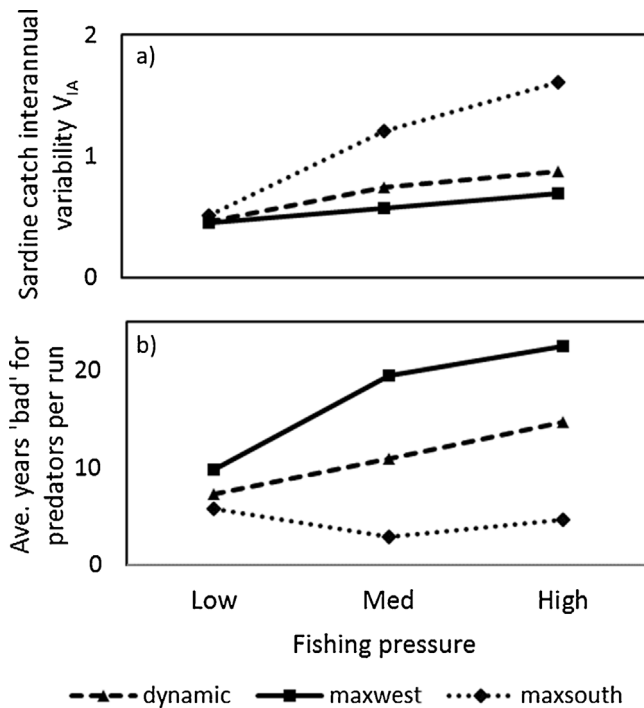 Sardine catch interannual
variability V_IA
2
1
0
a)
Ave. years 'bad' for
predators per run
20
10
0
b)
Low Med High
Fishing pressure
dynamic maxwest maxsouth